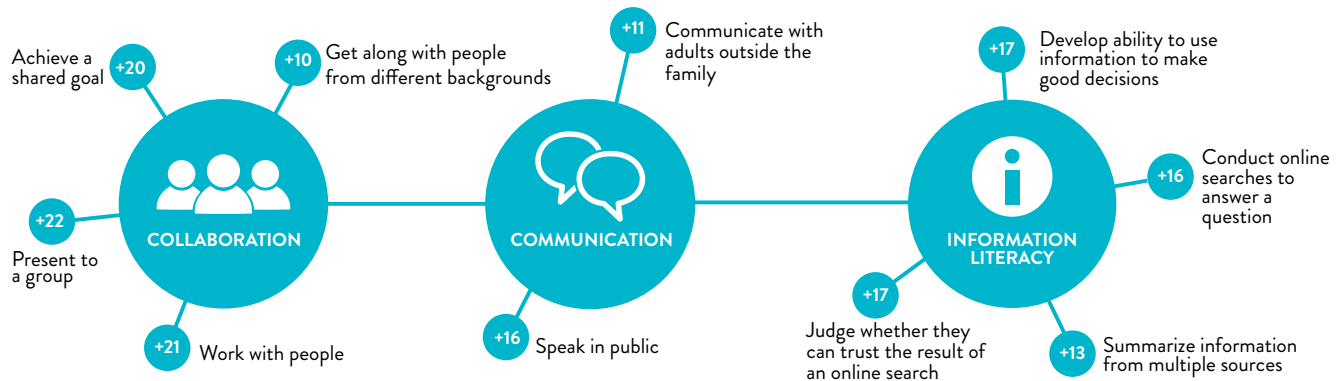 Achieve a
shared goal
+20
+10
Get along with people
from different backgrounds
+22
Present to
a group
COLLABORATION
+21
Work with people
+11
Communicate with
adults outside the
family
COMMUNICATION
+16
Speak in public
+17
Develop ability to use
information to make
good decisions
+16
Conduct online
searches to
answer a
question
INFORMATION
LITERACY
+17
Judge whether they
can trust the result of
an online search
+13
Summarize information
from multiple sources